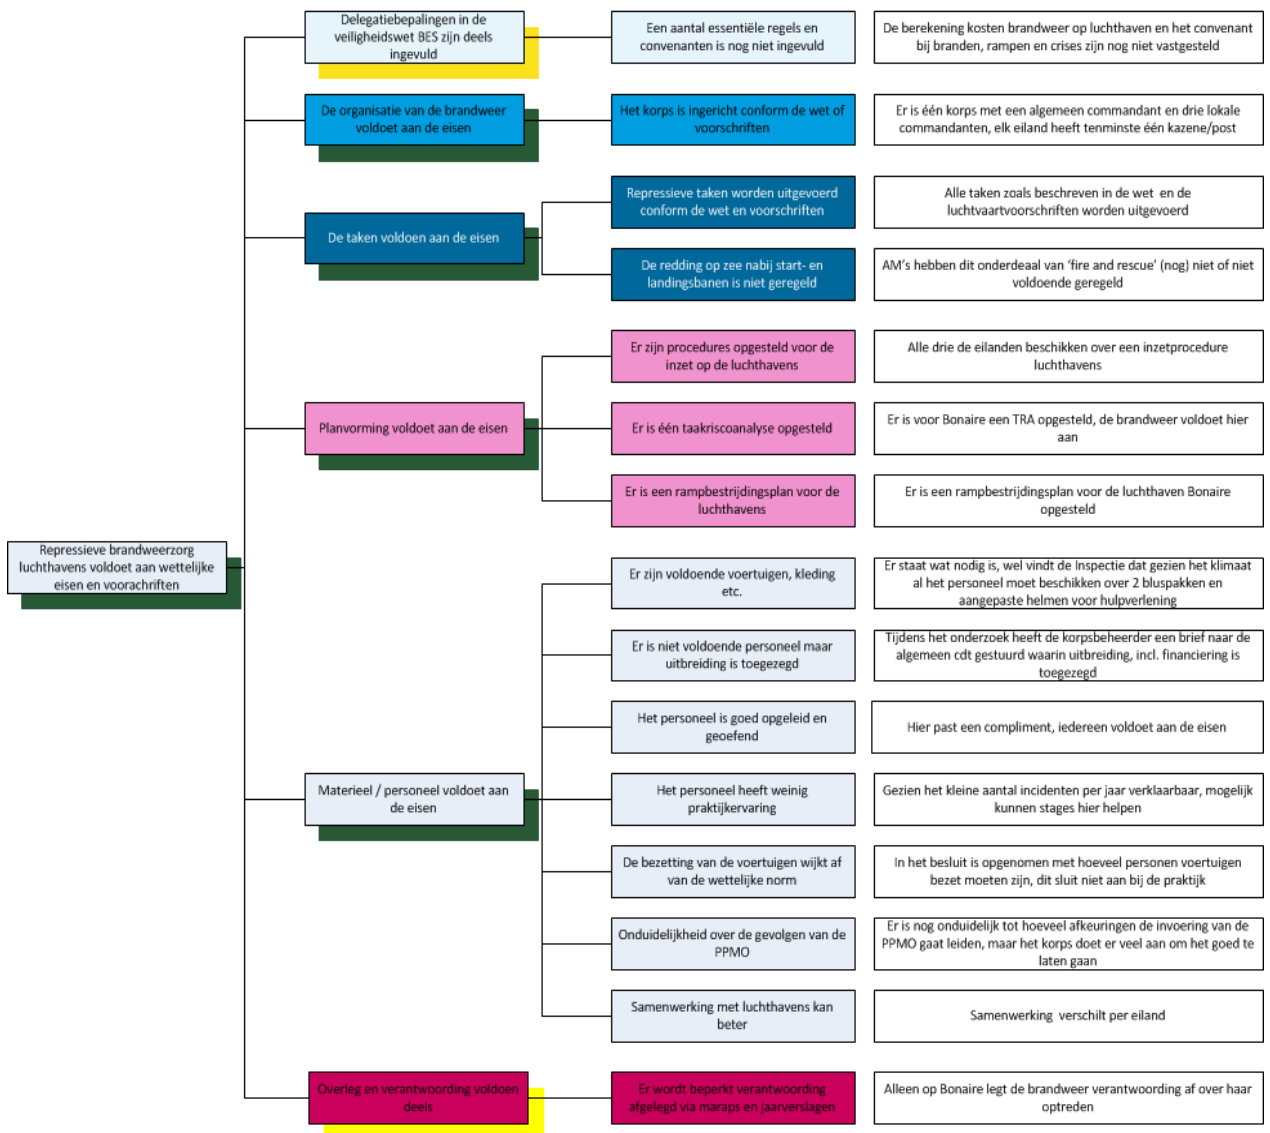 Delegatiebepalingen in de
veiligheidswet BES zijn deels
ingevuld
Een aantal essentiële regels en
convenanten is nog niet ingevuld
De berekening kosten brandweer op luchthaven en het convenant
bij branden, rampen en crises zijn nog niet vastgesteld
De organisatie van de brandweer
voldoet aan de eisen
Het korps is ingericht conform de wet of
voorschriften
Er is één korps met een algemeen commandant en drie lokale
commandanten, elk eiland heeft tenminste één kazene/post
De taken voldoen aan de eisen
Repressieve taken worden uitgevoerd
conform de wet en voorschriften
Alle taken zoals beschreven in de wet en de
luchtvaartvoorschriften worden uitgevoerd
De redding op zee nabij start- en
landingsbanen is niet geregeld
AM's hebben dit onderdeaal van ‘fire and rescue’ (nog) niet of niet
voldoende geregeld
Planvorming voldoet aan de eisen
Er zijn procedures opgesteld voor de
inzet op de luchthavens
Alle drie de eilanden beschikken over een inzetprocedure
luchthavens
Er is één taakriscoanalyse opgesteld
Er is voor Bonaire een TRA opgesteld, de brandweer voldoet hier
aan
Er is een rampbestrijdingsplan voor de
luchthavens
Er is een rampbestrijdingsplan voor de luchthaven Bonaire
opgesteld
Repressieve brandweerzorg
luchthavens voldoet aan wettelijke
eisen en voorachriften
Materieel / personeel voldoet aan
de eisen
Er zijn voldoende voertuigen, kleding
etc.
Er staat wat nodig is, wel vindt de Inspectie dat gezien het klimaat
al het personeel moet beschikken over 2 bluspakken en
aangepaste helmen voor hulpverlening
Er is niet voldoende personeel maar
uitbreiding is toegezegd
Tijdens het onderzoek heeft de korpsbeheerder een brief naar de
algemeen cdt gestuurd waarin uitbreiding, incl. financiering is
toegezegd
Het personeel is goed opgeleid en
geoefend
Hier past een compliment, iedereen voldoet aan de eisen
Het personeel heeft weinig
praktijkervaring
Gezien het kleine aantal incidenten per jaar verklaarbaar, mogelijk
kunnen stages hier helpen
De bezetting van de voertuigen wijkt af
van de wettelijke norm
In het besluit is opgenomen met hoeveel personen voertuigen
bezet moeten zijn, dit sluit niet aan bij de praktijk
Onduidelijkheid over de gevolgen van de
PPMO
Er is nog onduidelijk tot hoeveel afkeuringen de invoering van de
PPMO gaat leiden, maar het korps doet er veel aan om het goed te
laten gaan
Samenwerking met luchthavens kan
beter
Samenwerking verschilt per eiland
Overleg en verantwoording voldoen
deels
Er wordt beperkt verantwoording
afgelegd via maraps en jaarverslagen
Alleen op Bonaire legt de brandweer verantwoording af over haar
optreden